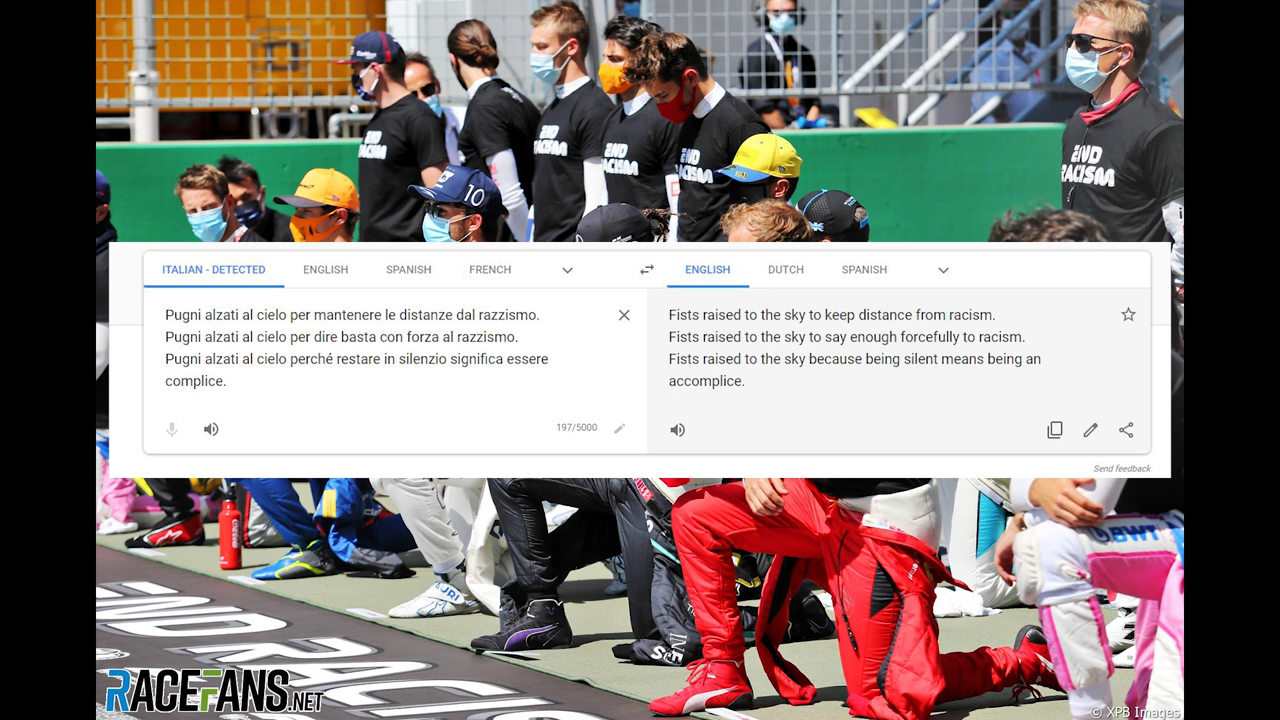 END
RACISM
END
RACISM
END
RACISM
END
RACISM
END
RACISM
10
ITALIAN - DETECTED ENGLISH SPANISH FRENCH
ENGLISH DUTCH SPANISH
Pugni alzati al cielo per mantenere le distanze dal razzismo.
Pugni alzati al cielo per dire basta con forza al razzismo.
Pugni alzati al cielo perché restare in silenzio significa essere
complice.
197/5000
Fists raised to the sky to keep distance from racism.
Fists raised to the sky to say enough forcefully to racism.
Fists raised to the sky because being silent means being an
accomplice.
Send feedback
BWT
END RACIS
RACEFANS.NET
© XPB Images